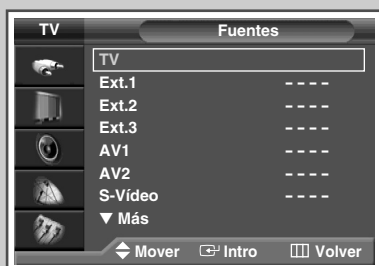 TV Fuentes
TV
Ext.1 - - - -
Ext.2 - - - -
Ext.3 - - - -
AV1 - - - -
AV2 - - - -
S-Vídeo - - - -
▼ Más
Mover Intro Volver